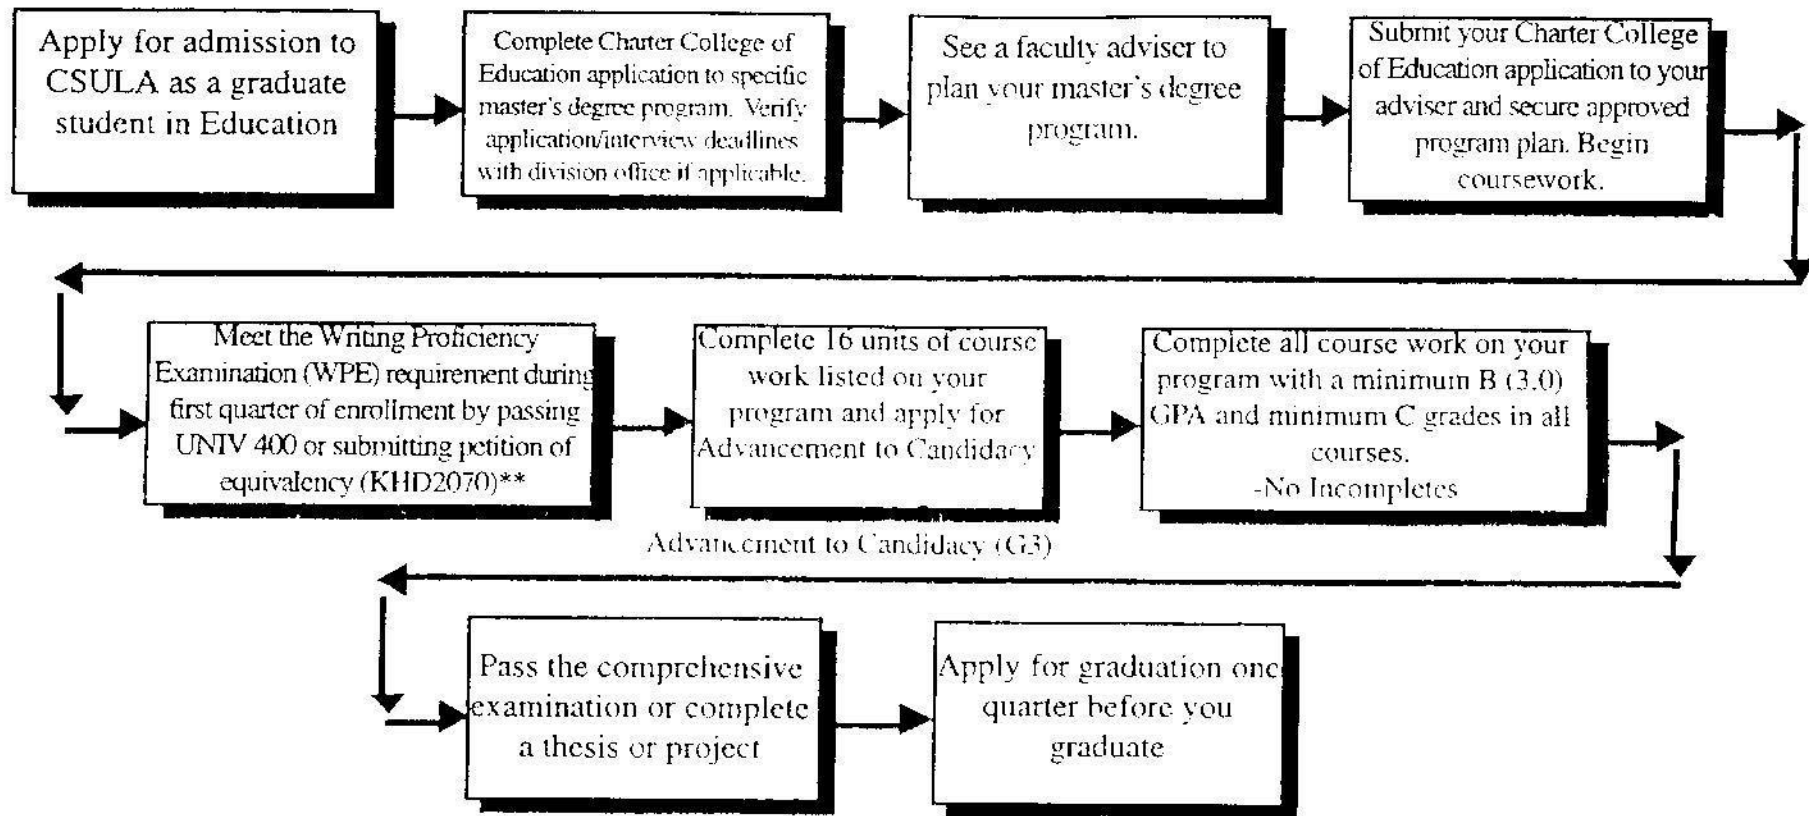 Apply for admission to
CSULA as a graduate
student in Education
Complete Charter College of
Education application to specific
master's degree program. Verify
application/interview deadlines
with division office if applicable.
See a faculty adviser to
plan your master's degree
program.
Submit your Charter College
of Education application to your
adviser and secure approved
program plan. Begin
coursework.
Meet the Writing Proficiency
Examination (WPE) requirement during
first quarter of enrollment by passing
UNIV 400 or submitting petition of
equivalency (KHD2070)**
Complete 16 units of course
work listed on your
program and apply for
Advancement to Candidacy
Complete all course work on your
program with a minimum B (3.0)
GPA and minimum C grades in all
courses.
-No Incompletes
Advancement to Candidacy (G3)
Pass the comprehensive
examination or complete
a thesis or project
Apply for graduation one
quarter before you
graduate